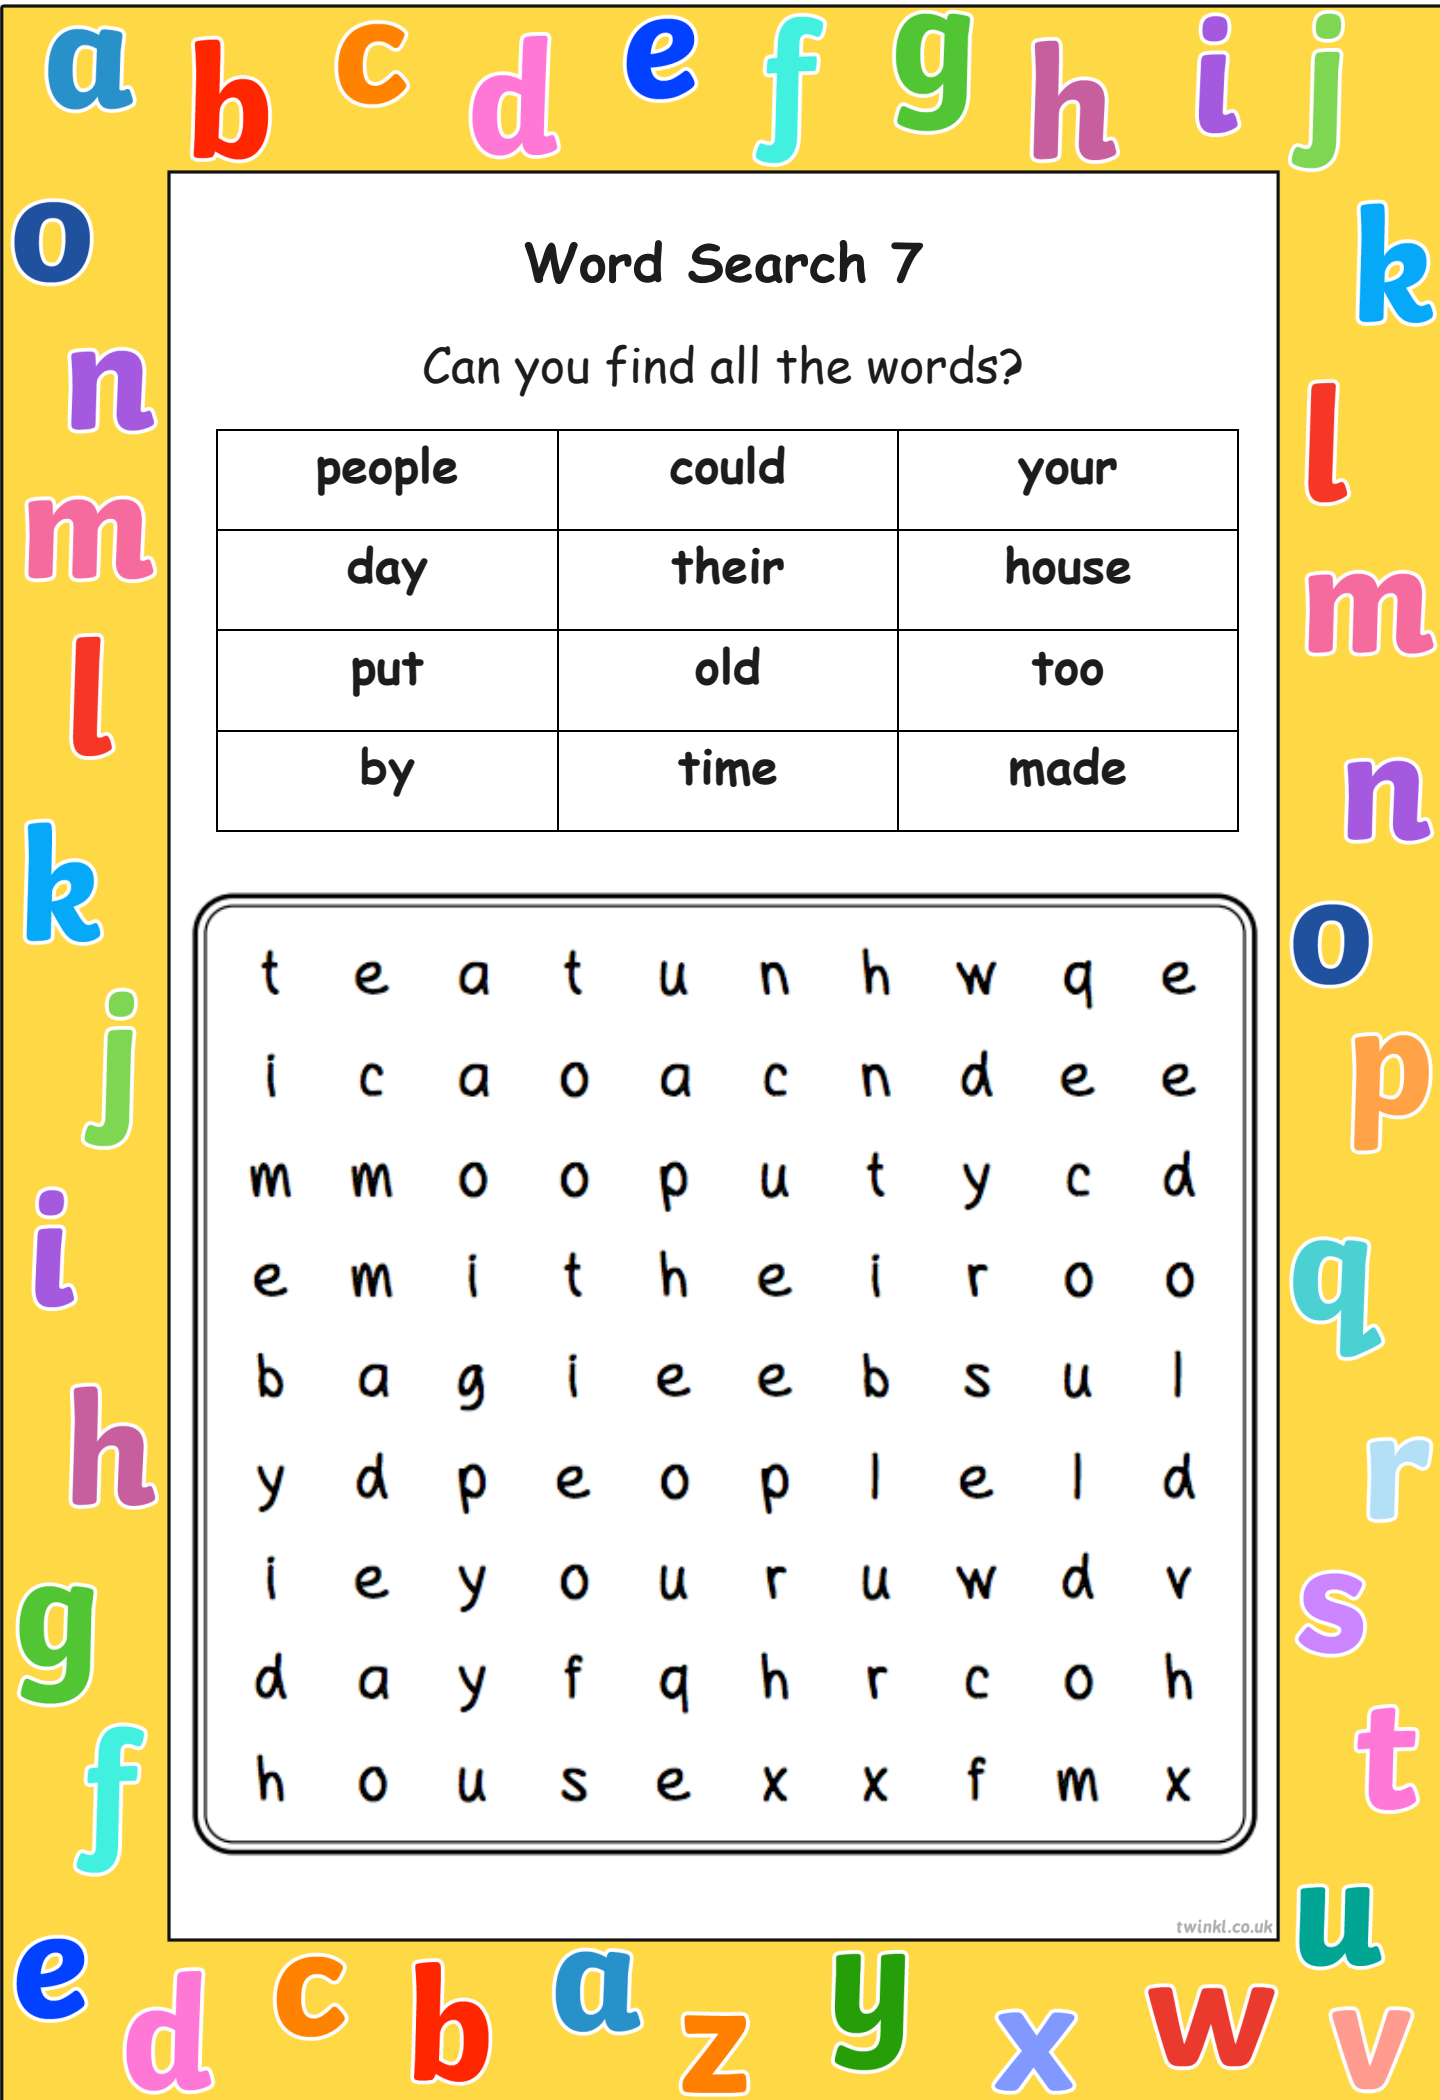 a b c d e f g h i j
o k
n l
m m
l n
k o
j p
i q
h r
g s
f t
e u
d c b a z y x w v
Word Search 7
Can you find all the words?
people could your
day their house
put old too
by time made
t e a t u n h w q e
i c a o a c n d e e
m m o o p u t y c d
e m i t h e i r o o
b a g i e e b s u l
y d p e o p l e l d
i e y o u r u w d v
d a y f q h r c o h
h o u s e x x f m x
twinkl.co.uk